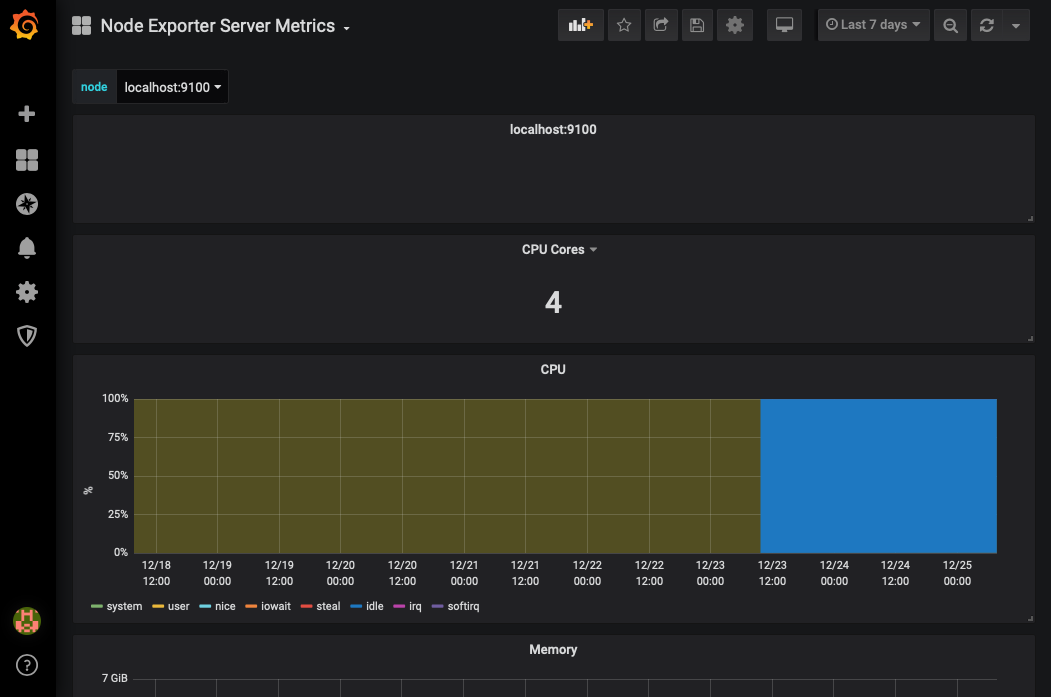 Node Exporter Server Metrics
Last 7 days
node localhost:9100
localhost:9100
CPU Cores
4
CPU
100%
75%
50%
25%
0%
%
12/18 12/19 12/19 12/20 12/20 12/21 12/21 12/22 12/22 12/23 12/23 12/24 12/24 12/25
12:00 00:00 12:00 00:00 12:00 00:00 12:00 00:00 12:00 00:00 12:00 00:00 12:00 00:00
system user nice iowait steal idle irq softirq
Memory
7 GiB
?